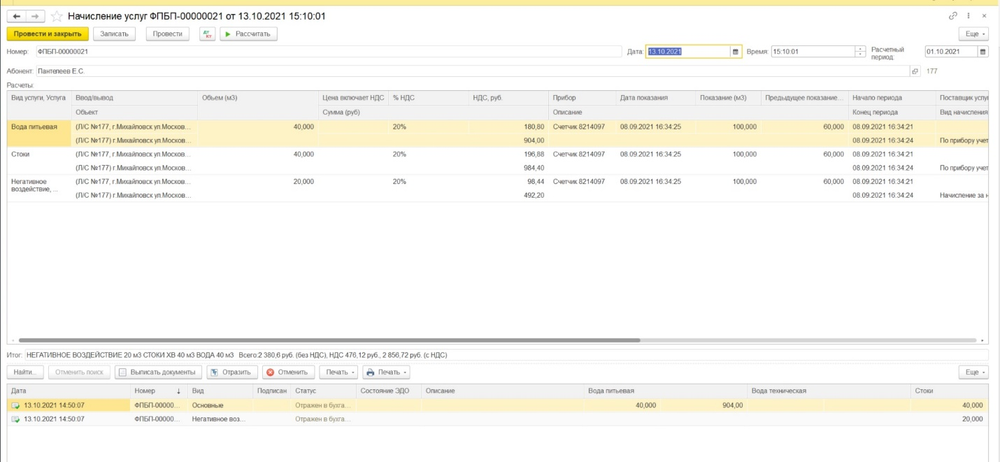 Начисление услуг ФПБП-00000021 от 13.10.2021 15:10:01
Провести и закрыть Записать Провести Дт Кт Рассчитать Еще
Номер: ФПБП-00000021 Дата: 13.10.2021 Время: 15:10:01 Расчетный период: 01.10.2021
Абонент: Пантелеев Е.С. 177
Расчеты:
Вид услуги, Услуга Ввод/вывод Объем (м3) Цена включает НДС % НДС НДС, руб. Прибор Дата показания Показание (м3) Предыдущее показание... Начало периода Поставщик услуг
Объект Сумма (руб) Описание Конец периода Вид начисления
Вода питьевая (Л/С №177, г.Михайловск ул.Москов... 40,000 20% 180,80 Счетчик 8214097 08.09.2021 16:34:25 100,000 60,000 08.09.2021 16:34:21
(Л/С №177) г.Михайловск ул.Москов... 904,00 08.09.2021 16:34:24 По прибору учет
Стоки (Л/С №177, г.Михайловск ул.Москов... 40,000 20% 196,88 Счетчик 8214097 08.09.2021 16:34:25 100,000 60,000 08.09.2021 16:34:21
(Л/С №177) г.Михайловск ул.Москов... 984,40 08.09.2021 16:34:24 По прибору учет
Негативное воздействие, ... (Л/С №177, г.Михайловск ул.Москов... 20,000 20% 98,44 Счетчик 8214097 08.09.2021 16:34:25 100,000 60,000 08.09.2021 16:34:21
(Л/С №177) г.Михайловск ул.Москов... 492,20 08.09.2021 16:34:24 Начисление за н
Итог: НЕГАТИВНОЕ ВОЗДЕЙСТВИЕ 20 м3 СТОКИ ХВ 40 м3 ВОДА 40 м3 Всего:2 380,6 руб. (без НДС), НДС 476,12 руб., 2 856,72 руб. (с НДС)
Найти... Отменить поиск Выписать документы Отразить Отменить Печать Печать Еще
Дата Номер ↓ Вид Подписан Статус Состояние ЭДО Описание Вода питьевая Вода техническая Стоки
13.10.2021 14:50:07 ФПБП-00000... Основные Отражен в бухга... 40,000 904,00 40,000
13.10.2021 14:50:07 ФПБП-00000... Негативное воз... Отражен в бухга... 20,000